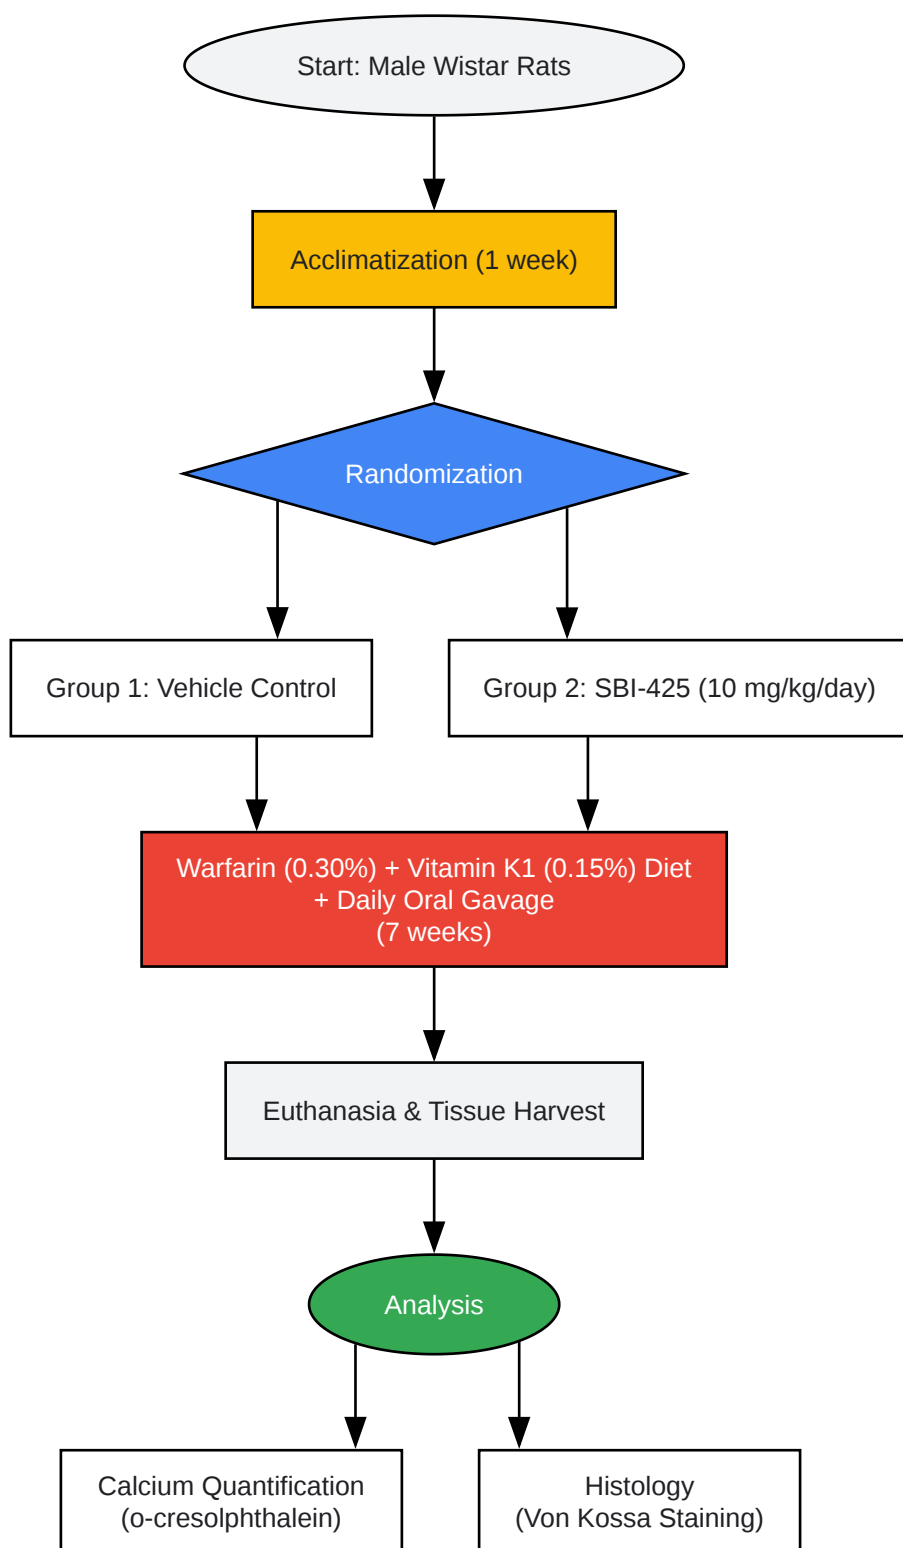 Start: Male Wistar Rats
Acclimatization (1 week)
Randomization
Group 1: Vehicle Control
Group 2: SBI-425 (10 mg/kg/day)
Warfarin (0.30%) + Vitamin K1 (0.15%) Diet
+ Daily Oral Gavage
(7 weeks)
Euthanasia & Tissue Harvest
Analysis
Calcium Quantification
(o-cresolphthalein)
Histology
(Von Kossa Staining)